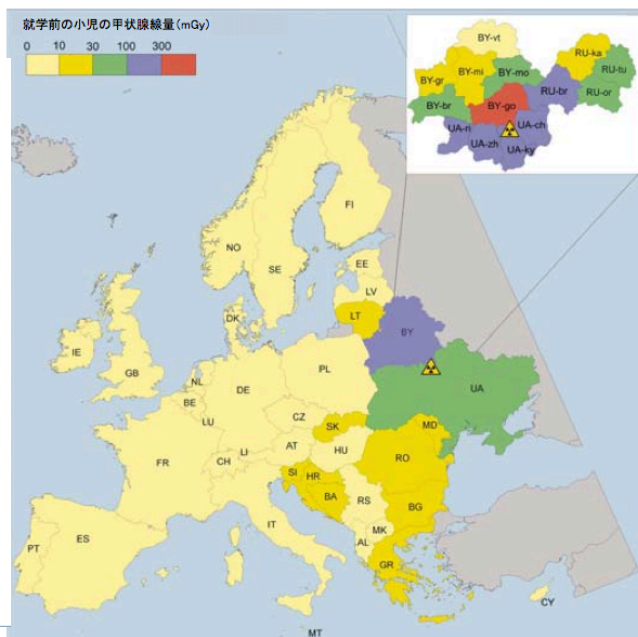 就学前の小児の甲状腺線量(mGy)
0 10 30 100 300
BY-vt
RU-ka
RU-tu
BY-mi
BY-mo
BY-gr
RU-br
RU-or
BY-br
BY-go
UA-ri
UA-ch
UA-zh
UA-ky
FI
NO
SE
EE
LV
DK
LT
BY
IE
GB
NL
PL
DE
BE
UA
LU
CZ
SK
MD
LI
AT
HU
FR
CH
RO
SI
HR
BA
RS
IT
BG
PT
ES
MK
AL
GR
CY
MT